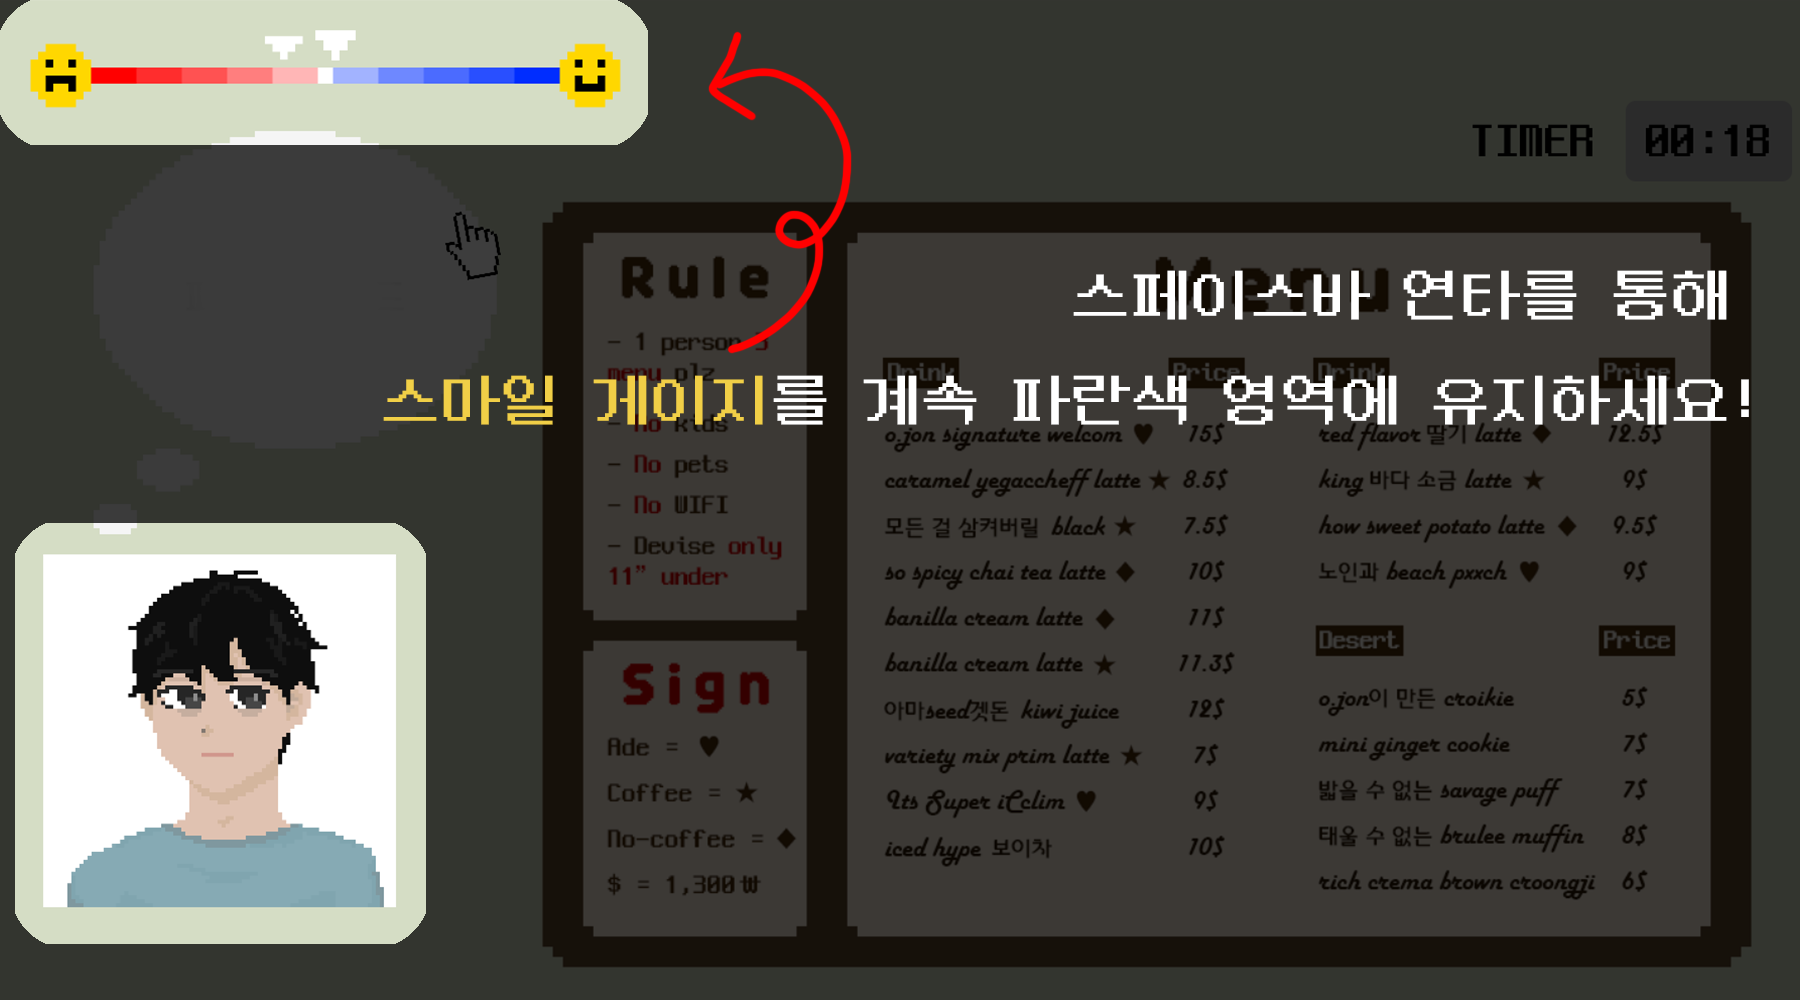 TIMER 00:18
스페이스바 연타를 통해
스마일 게이지를 계속 파란색 영역에 유지하세요!
Rule
- 1 person 3
menu plz
- No kids
- No pets
- No WIFI
- Devise only
11” under
Sign
Ade = ♥
Coffee = ★
No-coffee = ◆
$ = 1,300₩
Menu
Drink Price
o.jon signature welcom ♥ 15$
caramel yegaccheff latte ★ 8.5$
모든 걸 삼켜버릴 black ★ 7.5$
so spicy chai tea latte ◆ 10$
banilla cream latte ◆ 11$
banilla cream latte ★ 11.3$
아마seed겟돈 kiwi juice 12$
variety mix prim latte ★ 7$
Its Super iCclim ♥ 9$
iced hype 보이차 10$
Drink Price
red flavor 딸기 latte ◆ 12.5$
king 바다 소금 latte ★ 9$
how sweet potato latte ◆ 9.5$
노인과 beach pxxch ♥ 9$
Desert Price
o.jon이 만든 croikie 5$
mini ginger cookie 7$
밟을 수 없는 savage puff 7$
태울 수 없는 brulee muffin 8$
rich crema brown croongji 6$